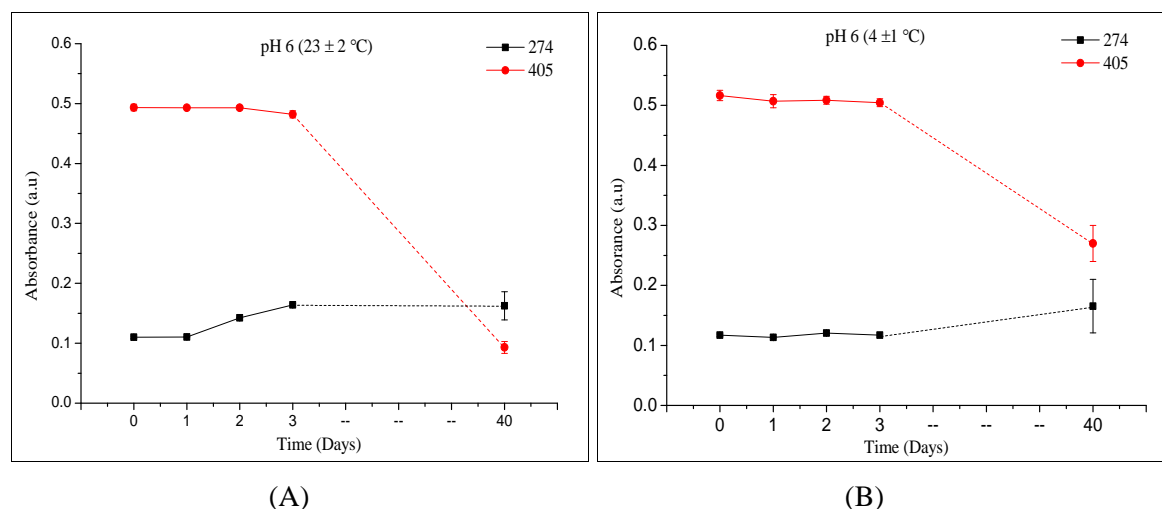 pH 6 (23 ± 2 °C)
274
405
Absorbance (a.u)
0.6
0.5
0.4
0.3
0.2
0.1
0.0
0 1 2 3 -- -- -- 40
Time (Days)
(A)
pH 6 (4 ±1 °C)
274
405
Absorance (a.u)
0.6
0.5
0.4
0.3
0.2
0.1
0.0
0 1 2 3 -- -- -- 40
Time (Days)
(B)